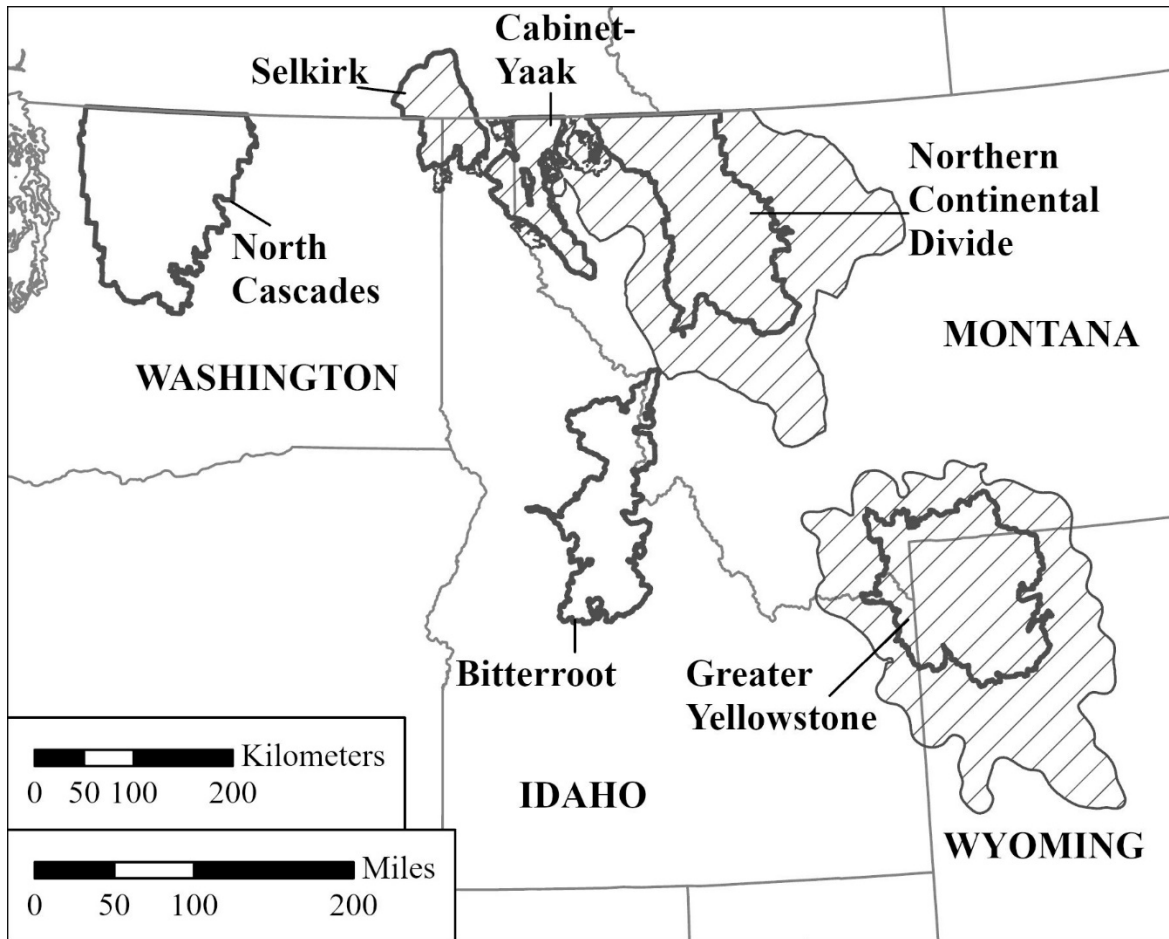 Cabinet-
Yaak
Selkirk
Northern
Continental
Divide
North
Cascades
MONTANA
WASHINGTON
Bitterroot
Greater
Yellowstone
IDAHO
WYOMING
Kilometers
0 50 100 200
Miles
0 50 100 200